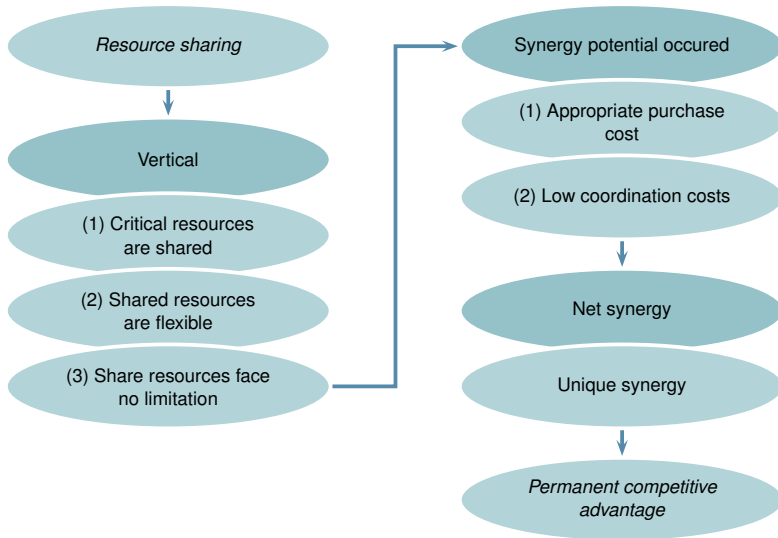 Resource sharing
Vertical
(1) Critical resources
are shared
(2) Shared resources
are flexible
(3) Share resources face
no limitation
Synergy potential occured
(1) Appropriate purchase
cost
(2) Low coordination costs
Net synergy
Unique synergy
Permanent competitive
advantage